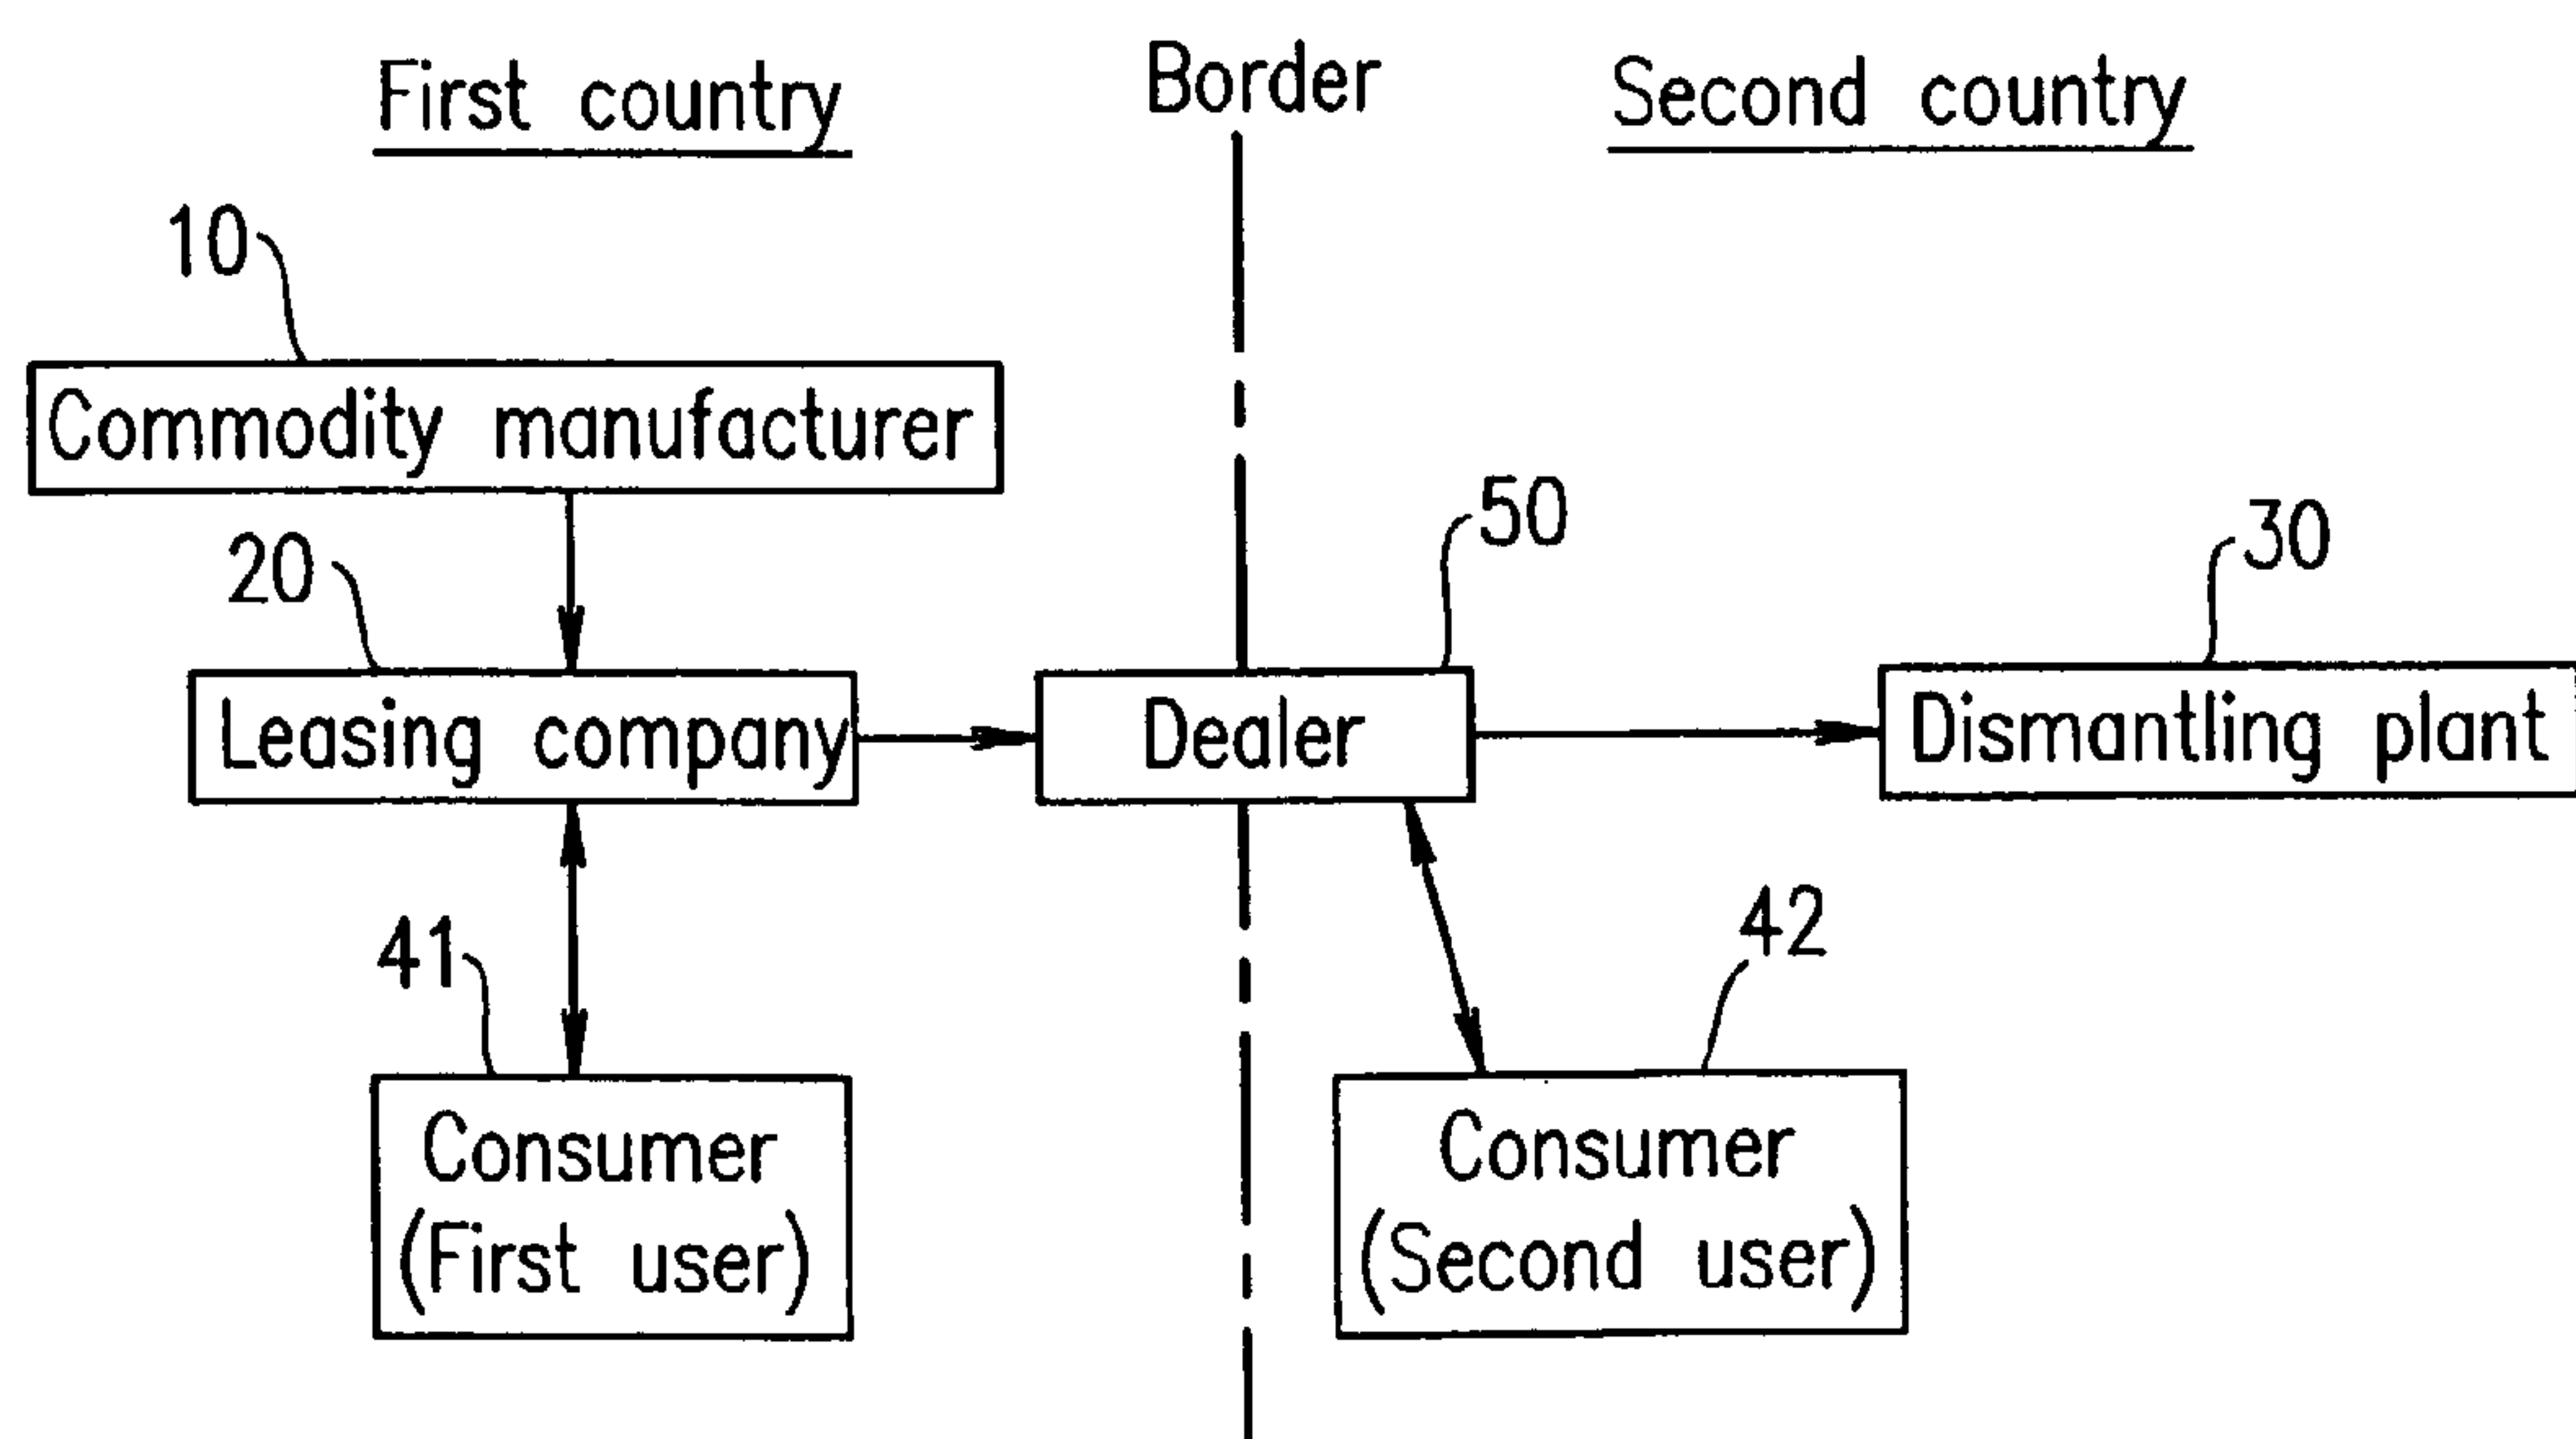 First country
Border
Second country
10
Commodity manufacturer
20
Leasing company
50
Dealer
30
Dismantling plant
41
Consumer
(First user)
42
Consumer
(Second user)